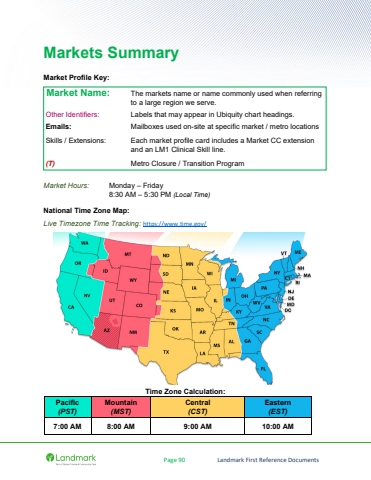 Markets Summary
Market Profile Key:
Market Name: The markets name or name commonly used when referring
to a large region we serve.
Other Identifiers: Labels that may appear in Ubiquity chart headings.
Emails: Mailboxes used on-site at specific market / metro locations
Skills / Extensions: Each market profile card includes a Market CC extension
and an LM1 Clinical Skill line.
(T) Metro Closure / Transition Program
Market Hours: Monday – Friday
8:30 AM – 5:30 PM (Local Time)
National Time Zone Map:
Live Timezone Time Tracking: https://www.time.gov/
WA
MT
ND
MN
VT
ME
OR
ID
SD
WI
MI
NY
NH
MA
CT
RI
WY
NE
IA
PA
NJ
NV
UT
CO
IL
IN
OH
DE
MD
DC
WV
VA
CA
KS
MO
KY
NC
AZ
NM
OK
AR
TN
SC
MS
AL
GA
TX
LA
FL
Time Zone Calculation:
Pacific Mountain Central Eastern
(PST) (MST) (CST) (EST)
7:00 AM 8:00 AM 9:00 AM 10:00 AM
Landmark Page 90 Landmark First Reference Documents